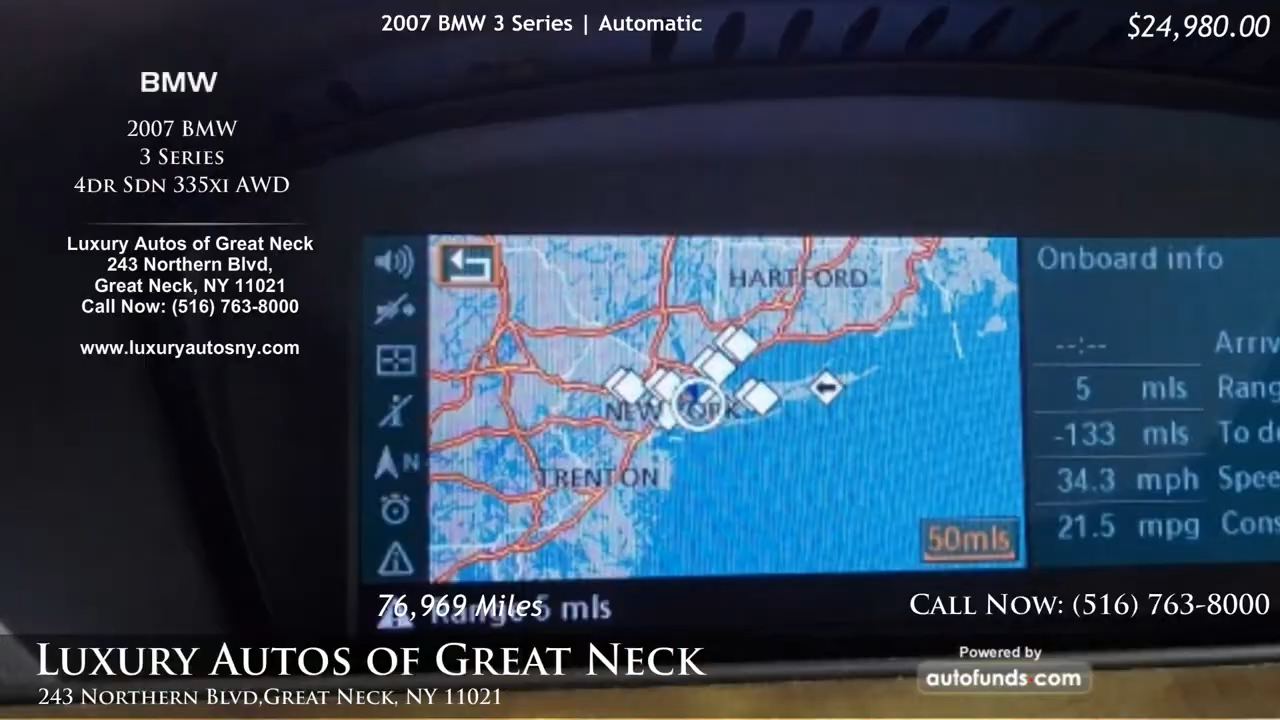 2007 BMW 3 Series | Automatic
$24,980.00
BMW
2007 BMW
3 Series
4dr Sdn 335xi AWD
Luxury Autos of Great Neck
243 Northern Blvd,
Great Neck, NY 11021
Call Now: (516) 763-8000
www.luxuryautosny.com
HARTFORD
NEW YORK
TRENTON
50mls
N
Onboard info
--:-- Arriv
5 mls Rang
-133 mls To d
34.3 mph Spee
21.5 mpg Cons
Range 5 mls
76,969 Miles
Call Now: (516) 763-8000
Luxury Autos of Great Neck
243 Northern Blvd,Great Neck, NY 11021
Powered by
autofunds.com